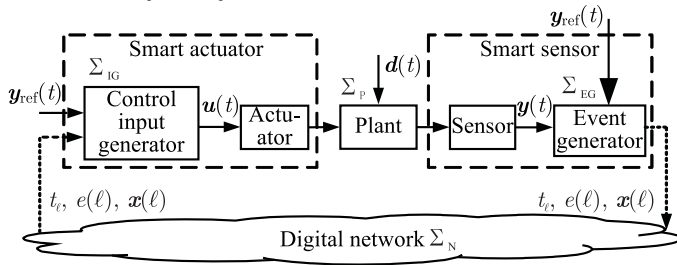 y_ref(t)
Smart actuator
Smart sensor
d(t)
Σ_IG
Σ_P
Σ_EG
y_ref(t)
Control input generator
u(t)
Actu-ator
Plant
Sensor
y(t)
Event generator
t_ℓ, e(ℓ), x(ℓ)
t_ℓ, e(ℓ), x(ℓ)
Digital network Σ_N